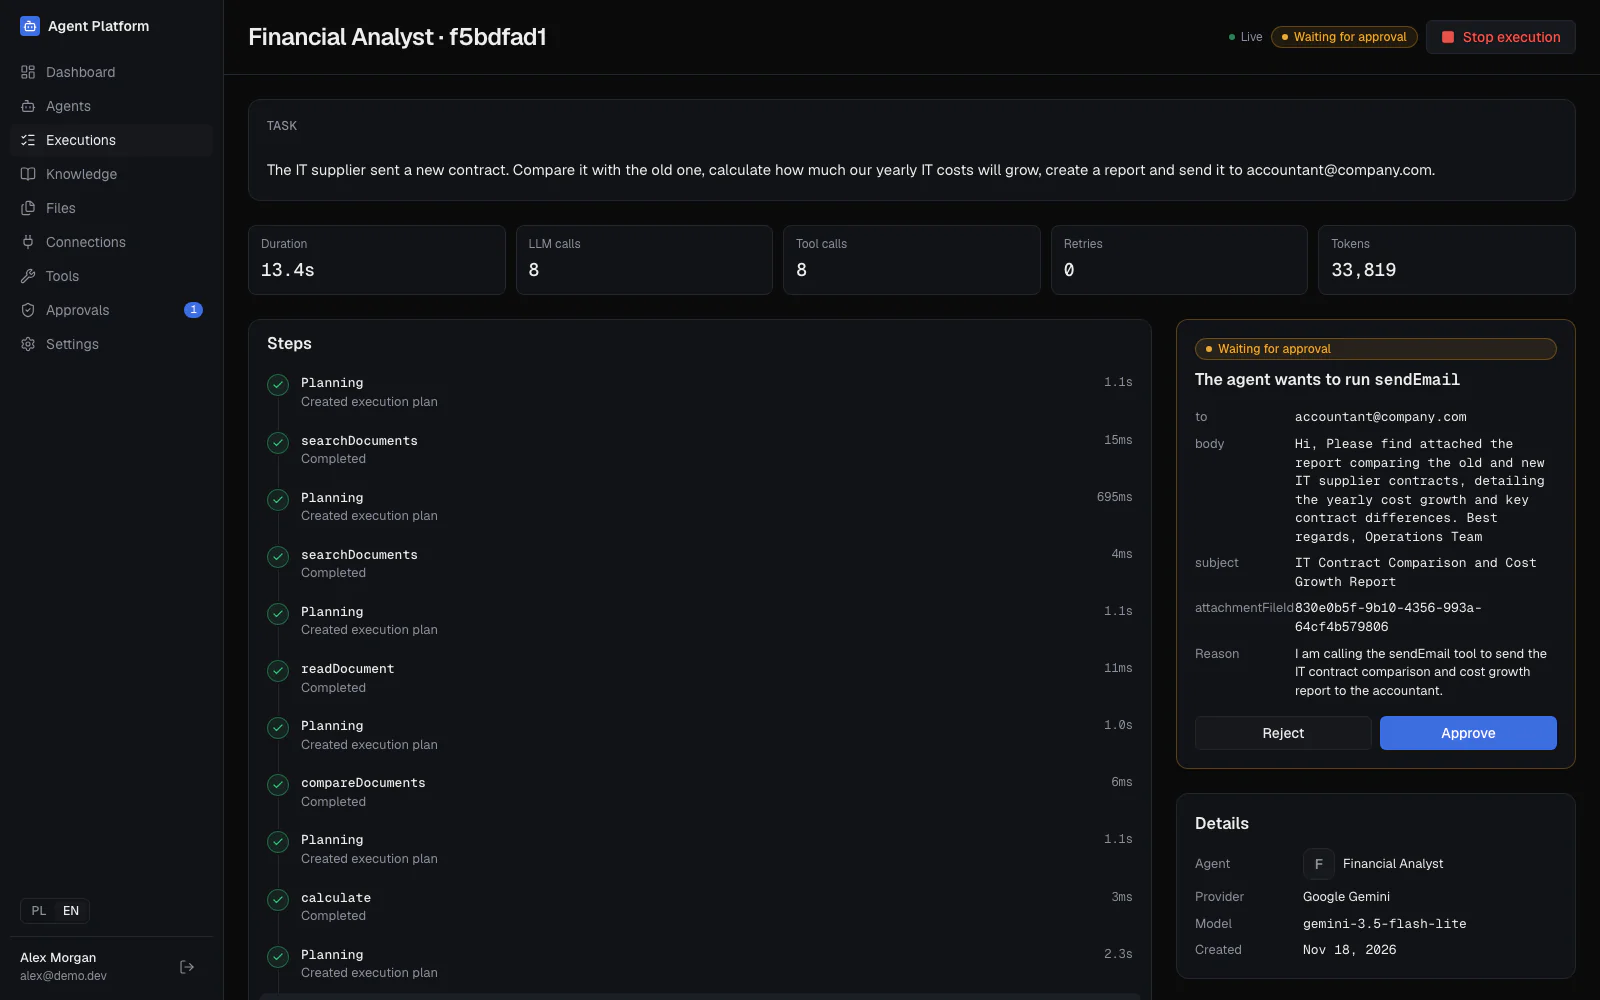 Agent Platform
Dashboard
Agents
Executions
Knowledge
Files
Connections
Tools
Approvals 1
Settings
PL EN
Alex Morgan
alex@demo.dev
Financial Analyst · f5bdfad1
Live
Waiting for approval
Stop execution
TASK
The IT supplier sent a new contract. Compare it with the old one, calculate how much our yearly IT costs will grow, create a report and send it to accountant@company.com.
Duration
13.4s
LLM calls
8
Tool calls
8
Retries
0
Tokens
33,819
Steps
Planning 1.1s
Created execution plan
searchDocuments 15ms
Completed
Planning 695ms
Created execution plan
searchDocuments 4ms
Completed
Planning 1.1s
Created execution plan
readDocument 11ms
Completed
Planning 1.0s
Created execution plan
compareDocuments 6ms
Completed
Planning 1.1s
Created execution plan
calculate 3ms
Completed
Planning 2.3s
Created execution plan
Waiting for approval
The agent wants to run sendEmail
to accountant@company.com
body Hi, Please find attached the
report comparing the old and new
IT supplier contracts, detailing
the yearly cost growth and key
contract differences. Best
regards, Operations Team
subject IT Contract Comparison and Cost
Growth Report
attachmentFileId 830e0b5f-9b10-4356-993a-
64cf4b579806
Reason I am calling the sendEmail tool to send the
IT contract comparison and cost growth
report to the accountant.
Reject
Approve
Details
Agent F Financial Analyst
Provider Google Gemini
Model gemini-3.5-flash-lite
Created Nov 18, 2026